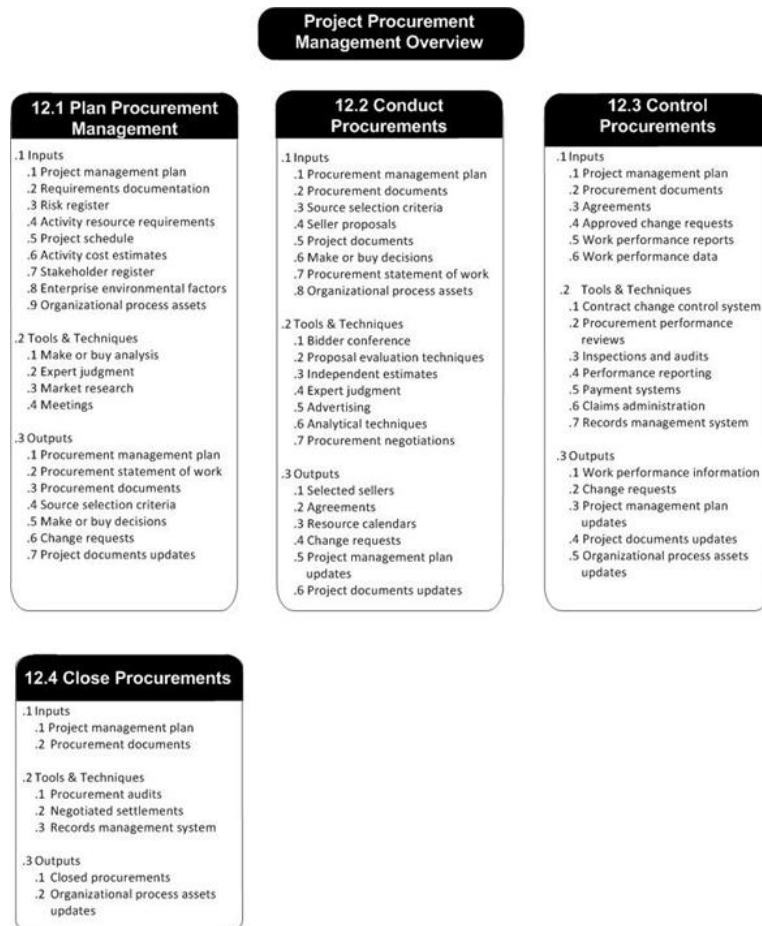 Project Procurement
Management Overview
12.1 Plan Procurement
Management
.1 Inputs
.1 Project management plan
.2 Requirements documentation
.3 Risk register
.4 Activity resource requirements
.5 Project schedule
.6 Activity cost estimates
.7 Stakeholder register
.8 Enterprise environmental factors
.9 Organizational process assets
.2 Tools & Techniques
.1 Make or buy analysis
.2 Expert judgment
.3 Market research
.4 Meetings
.3 Outputs
.1 Procurement management plan
.2 Procurement statement of work
.3 Procurement documents
.4 Source selection criteria
.5 Make or buy decisions
.6 Change requests
.7 Project documents updates
12.2 Conduct
Procurements
.1 Inputs
.1 Procurement management plan
.2 Procurement documents
.3 Source selection criteria
.4 Seller proposals
.5 Project documents
.6 Make or buy decisions
.7 Procurement statement of work
.8 Organizational process assets
.2 Tools & Techniques
.1 Bidder conference
.2 Proposal evaluation techniques
.3 Independent estimates
.4 Expert judgment
.5 Advertising
.6 Analytical techniques
.7 Procurement negotiations
.3 Outputs
.1 Selected sellers
.2 Agreements
.3 Resource calendars
.4 Change requests
.5 Project management plan
updates
.6 Project documents updates
12.3 Control
Procurements
.1 Inputs
.1 Project management plan
.2 Procurement documents
.3 Agreements
.4 Approved change requests
.5 Work performance reports
.6 Work performance data
.2 Tools & Techniques
.1 Contract change control system
.2 Procurement performance
reviews
.3 Inspections and audits
.4 Performance reporting
.5 Payment systems
.6 Claims administration
.7 Records management system
.3 Outputs
.1 Work performance information
.2 Change requests
.3 Project management plan
updates
.4 Project documents updates
.5 Organizational process assets
updates
12.4 Close Procurements
.1 Inputs
.1 Project management plan
.2 Procurement documents
.2 Tools & Techniques
.1 Procurement audits
.2 Negotiated settlements
.3 Records management system
.3 Outputs
.1 Closed procurements
.2 Organizational process assets
updates